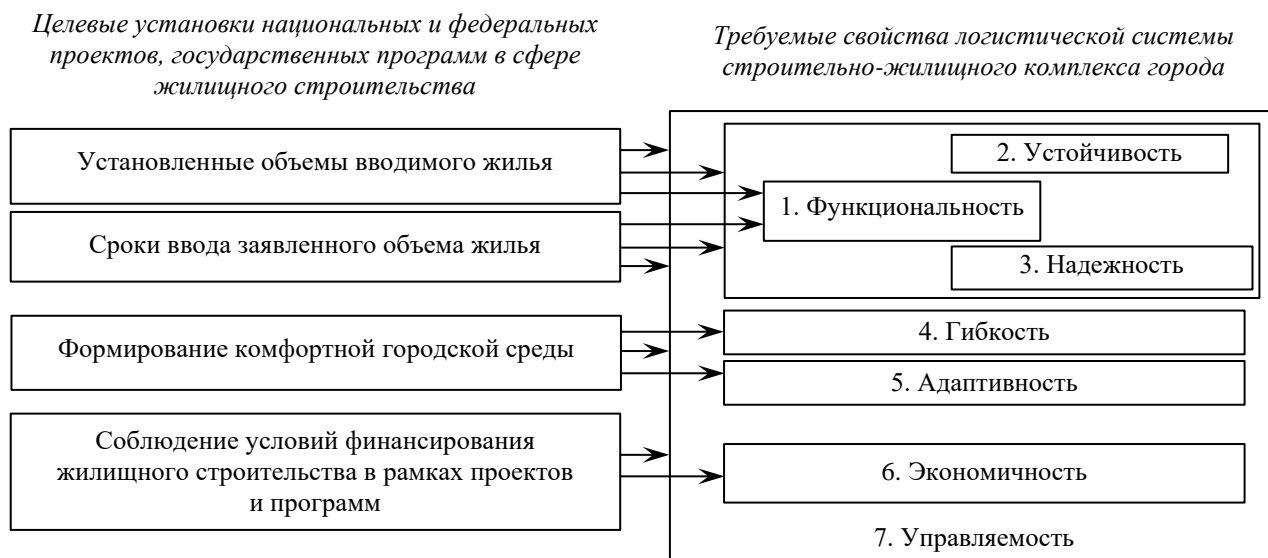 Целевые установки национальных и федеральных
проектов, государственных программ в сфере
жилищного строительства
Требуемые свойства логистической системы
строительно-жилищного комплекса города
Установленные объемы вводимого жилья
Сроки ввода заявленного объема жилья
Формирование комфортной городской среды
Соблюдение условий финансирования
жилищного строительства в рамках проектов
и программ
2. Устойчивость
1. Функциональность
3. Надежность
4. Гибкость
5. Адаптивность
6. Экономичность
7. Управляемость